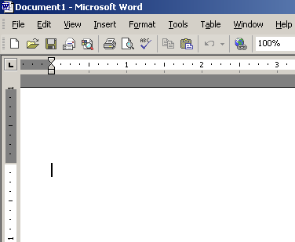 Document1 - Microsoft Word
File Edit View Insert Format Tools Table Window Help
100%
1 2 3